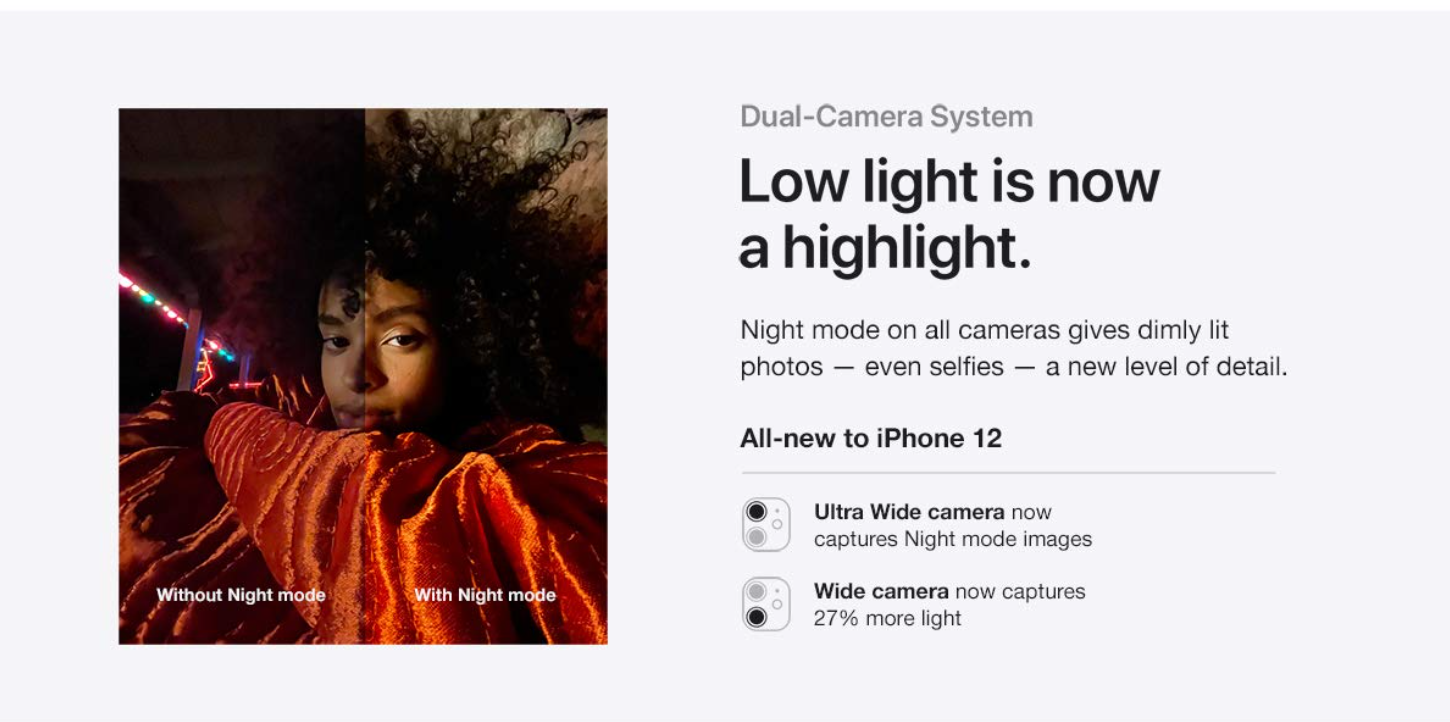 Dual-Camera System
Low light is now
a highlight.
Night mode on all cameras gives dimly lit
photos — even selfies — a new level of detail.
All-new to iPhone 12
Ultra Wide camera now
captures Night mode images
Wide camera now captures
27% more light
Without Night mode
With Night mode